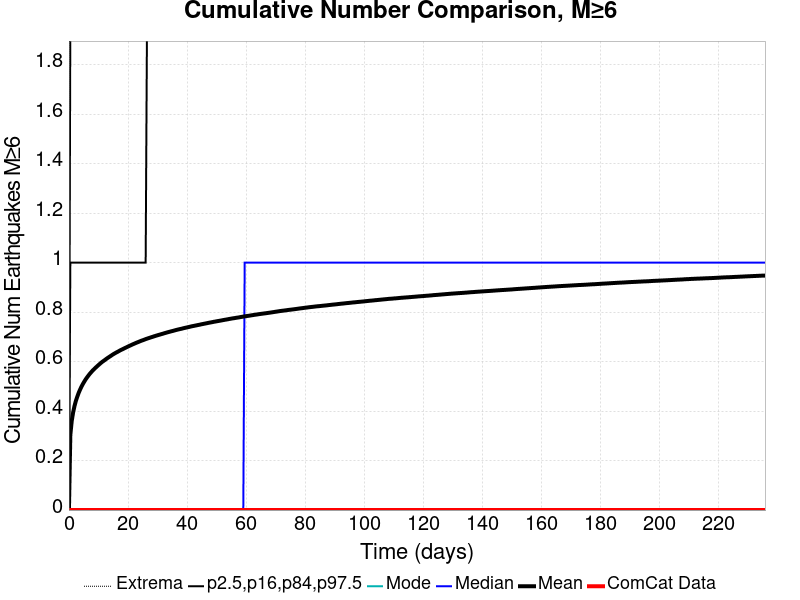 Cumulative Number Comparison, M≥6
Cumulative Num Earthquakes M≥6
1.8
1.6
1.4
1.2
1
0.8
0.6
0.4
0.2
0
0 20 40 60 80 100 120 140 160 180 200 220
Time (days)
Extrema p2.5,p16,p84,p97.5 Mode Median Mean ComCat Data